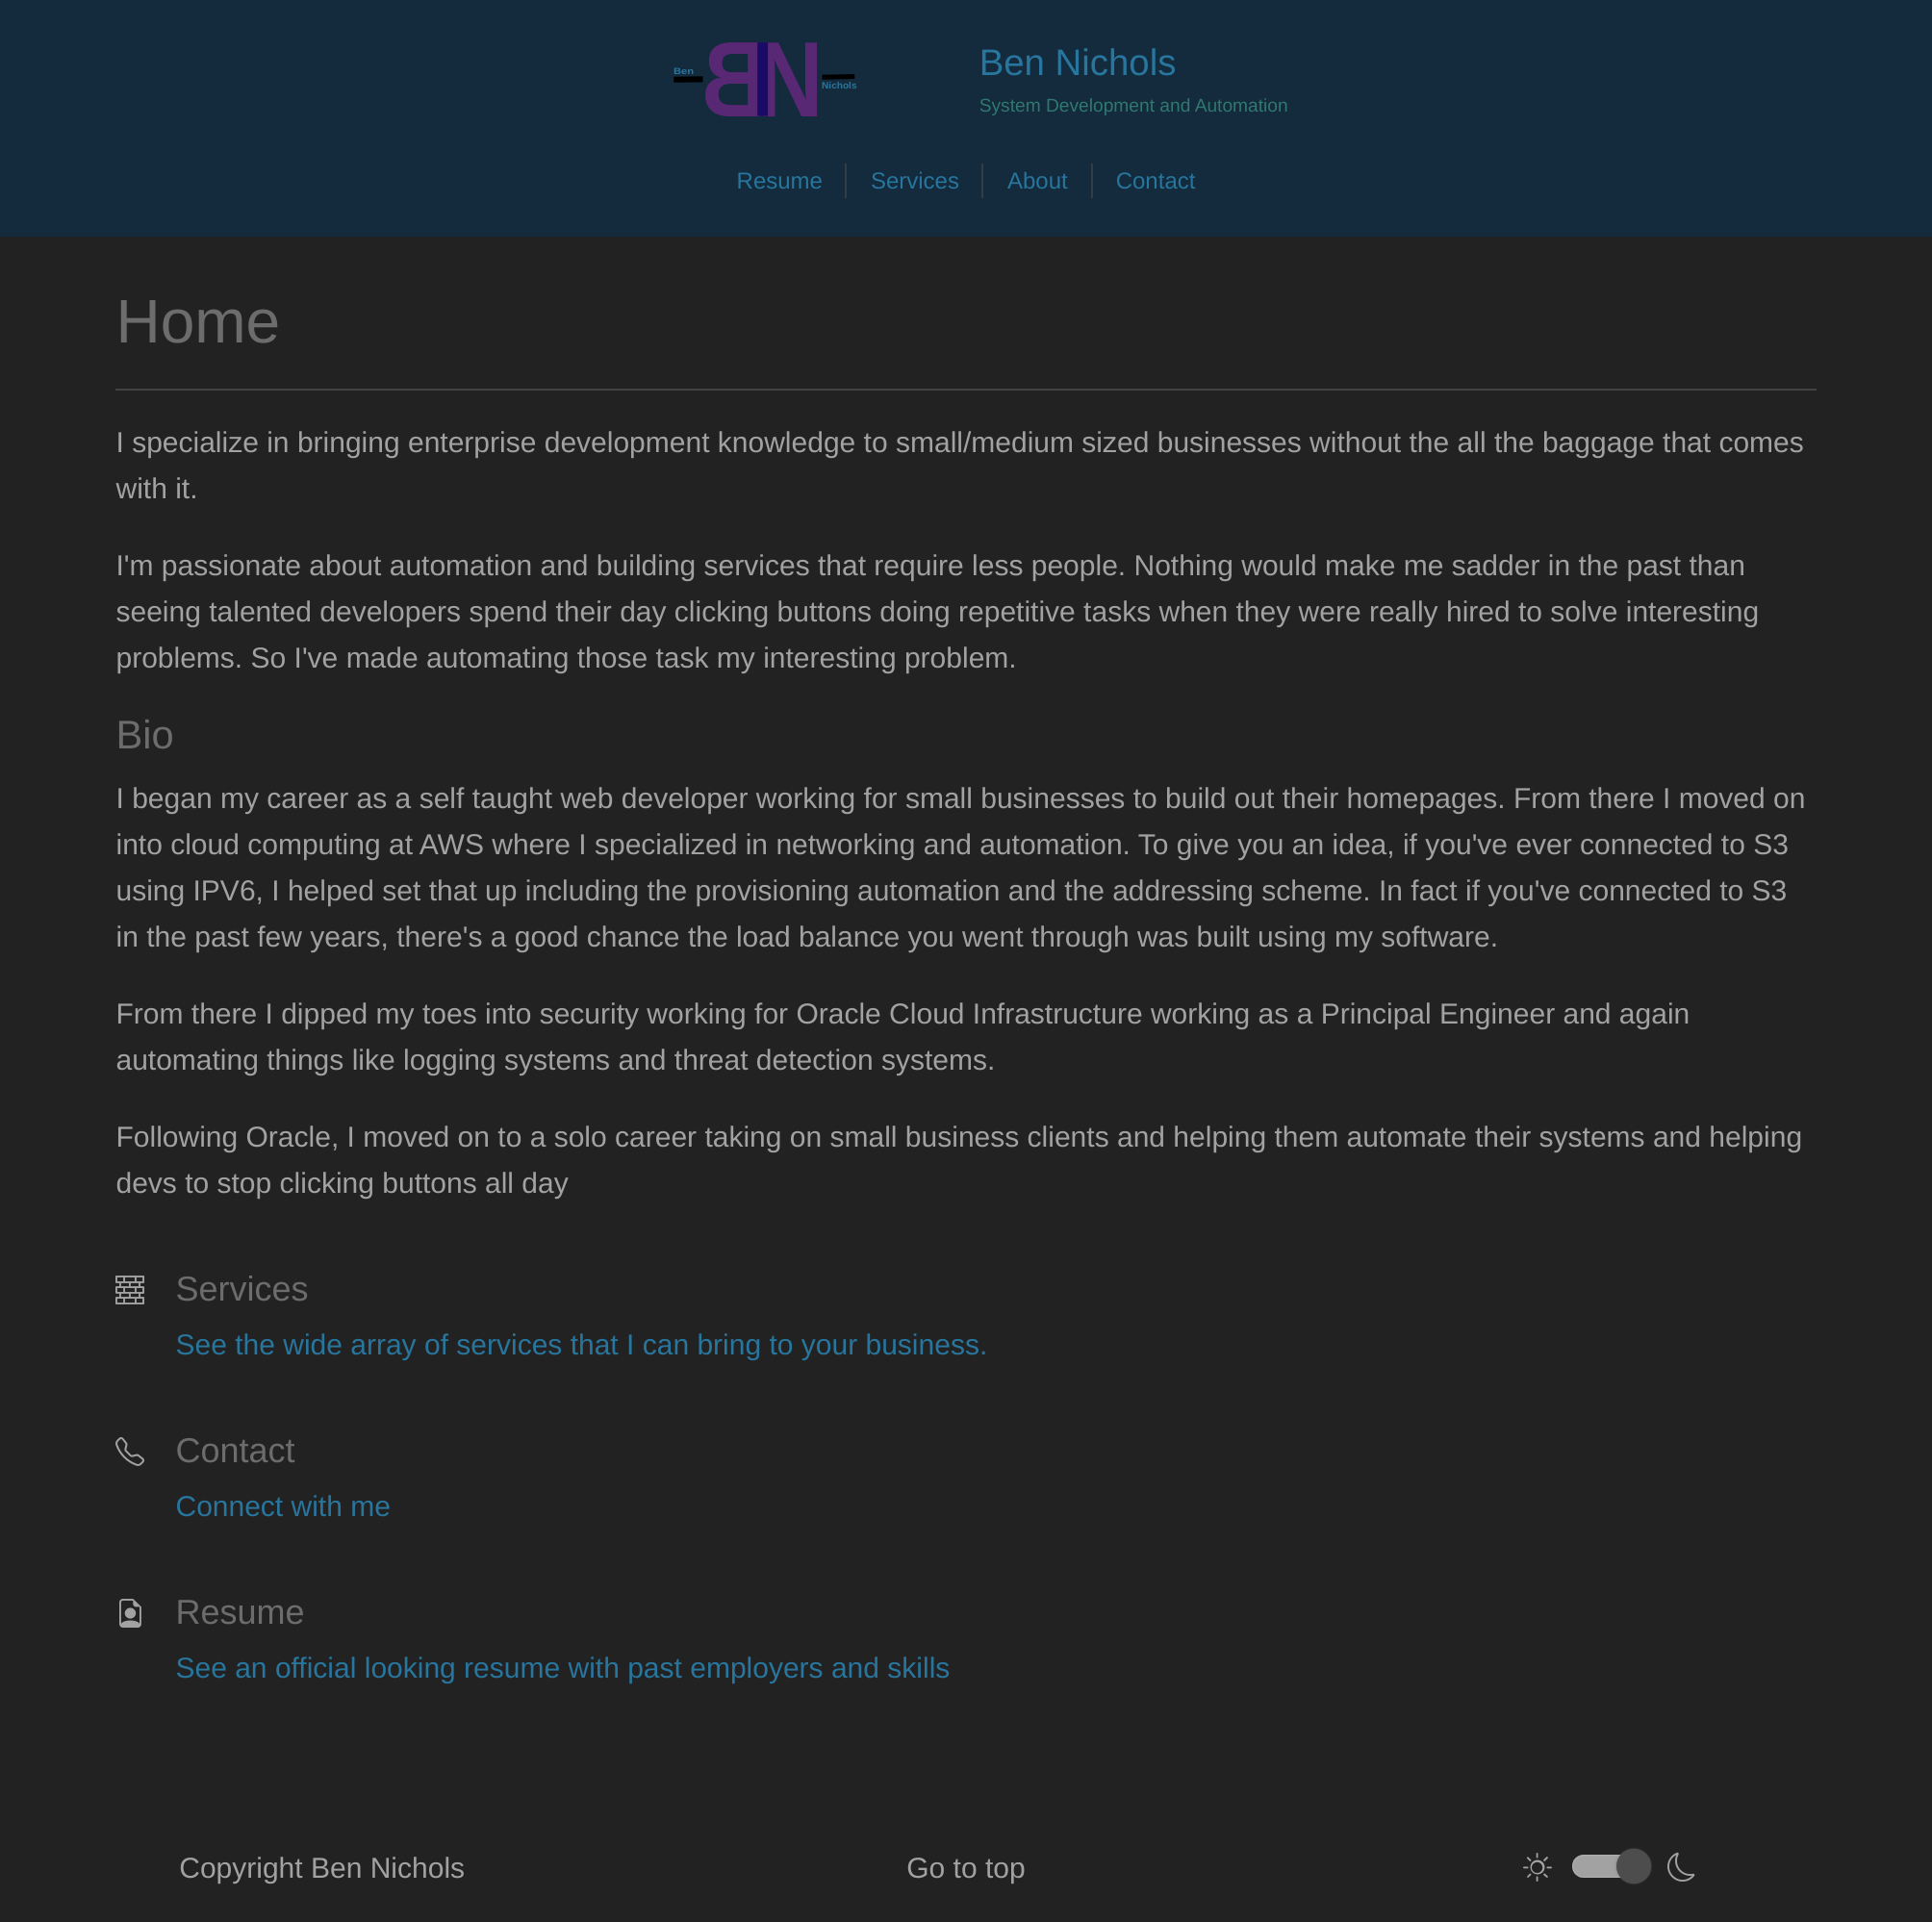 Ben
BN
Nichols
Ben Nichols
System Development and Automation
Resume
Services
About
Contact
Home
I specialize in bringing enterprise development knowledge to small/medium sized businesses without the all the baggage that comes
with it.
I'm passionate about automation and building services that require less people. Nothing would make me sadder in the past than
seeing talented developers spend their day clicking buttons doing repetitive tasks when they were really hired to solve interesting
problems. So I've made automating those task my interesting problem.
Bio
I began my career as a self taught web developer working for small businesses to build out their homepages. From there I moved on
into cloud computing at AWS where I specialized in networking and automation. To give you an idea, if you've ever connected to S3
using IPV6, I helped set that up including the provisioning automation and the addressing scheme. In fact if you've connected to S3
in the past few years, there's a good chance the load balance you went through was built using my software.
From there I dipped my toes into security working for Oracle Cloud Infrastructure working as a Principal Engineer and again
automating things like logging systems and threat detection systems.
Following Oracle, I moved on to a solo career taking on small business clients and helping them automate their systems and helping
devs to stop clicking buttons all day
Services
See the wide array of services that I can bring to your business.
Contact
Connect with me
Resume
See an official looking resume with past employers and skills
Copyright Ben Nichols
Go to top